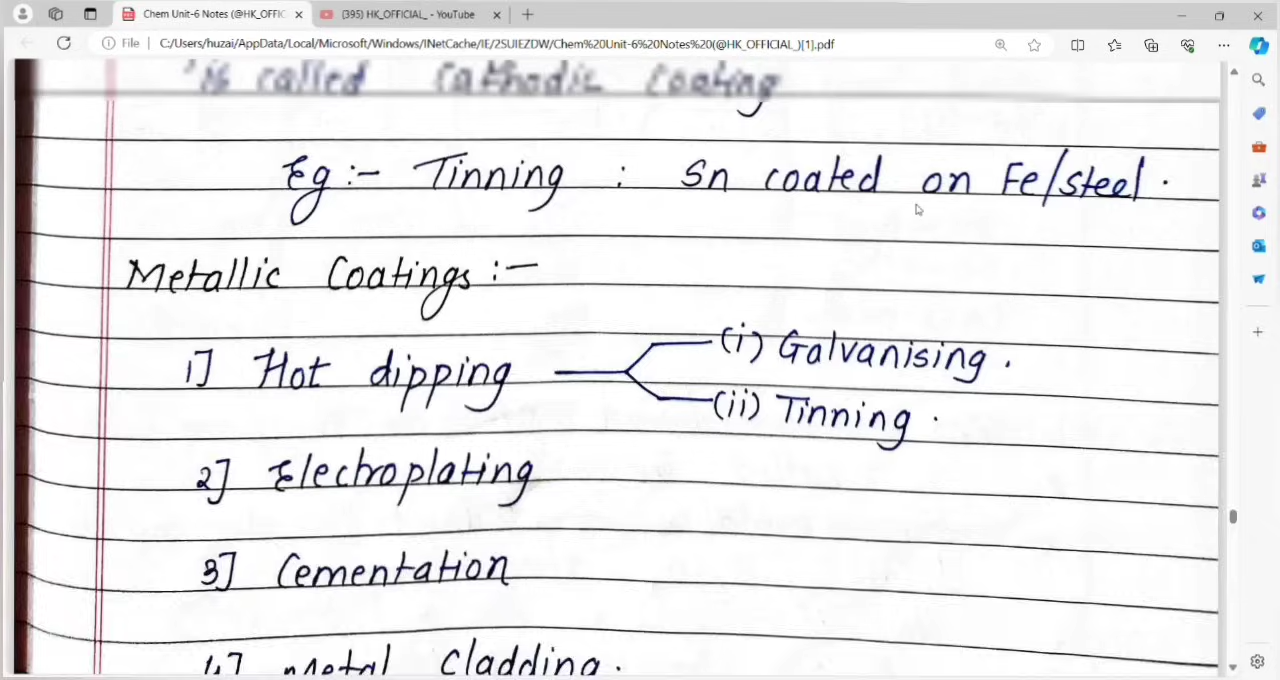 Chem Unit-6 Notes (@HK_OFFIC
(395) HK_OFFICIAL_ - YouTube
File
C:/Users/huzai/AppData/Local/Microsoft/Windows/INetCache/IE/2SUIEZDW/Chem%20Unit-6%20Notes%20(@HK_OFFICIAL_)[1].pdf
is called Cathodic Coating
Eg :- Tinning : Sn coated on Fe/steel.
Metallic Coatings :-
1] Hot dipping
(i) Galvanising.
(ii) Tinning.
2] Electroplating
3] Cementation
4] Metal Cladding.